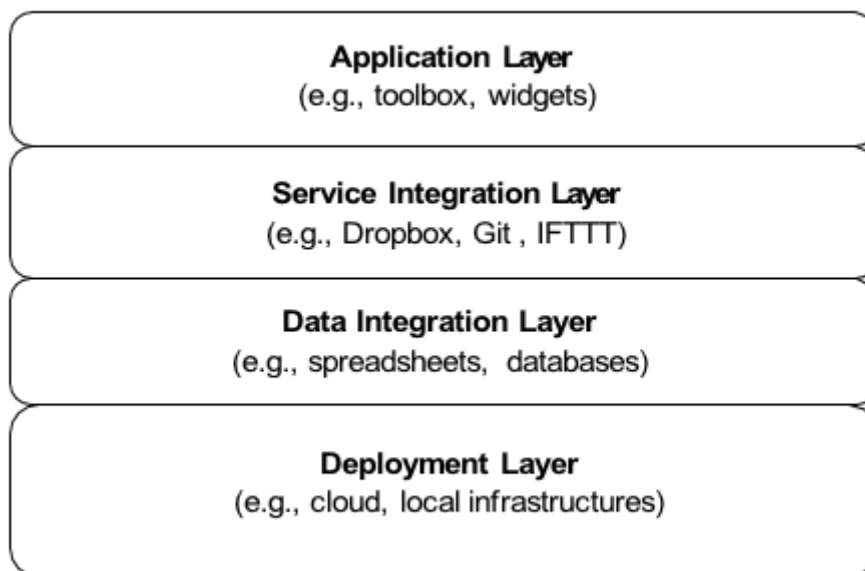 Application Layer
(e.g., toolbox, widgets)
Service Integration Layer
(e.g., Dropbox, Git , IFTTT)
Data Integration Layer
(e.g., spreadsheets, databases)
Deployment Layer
(e.g., cloud, local infrastructures)